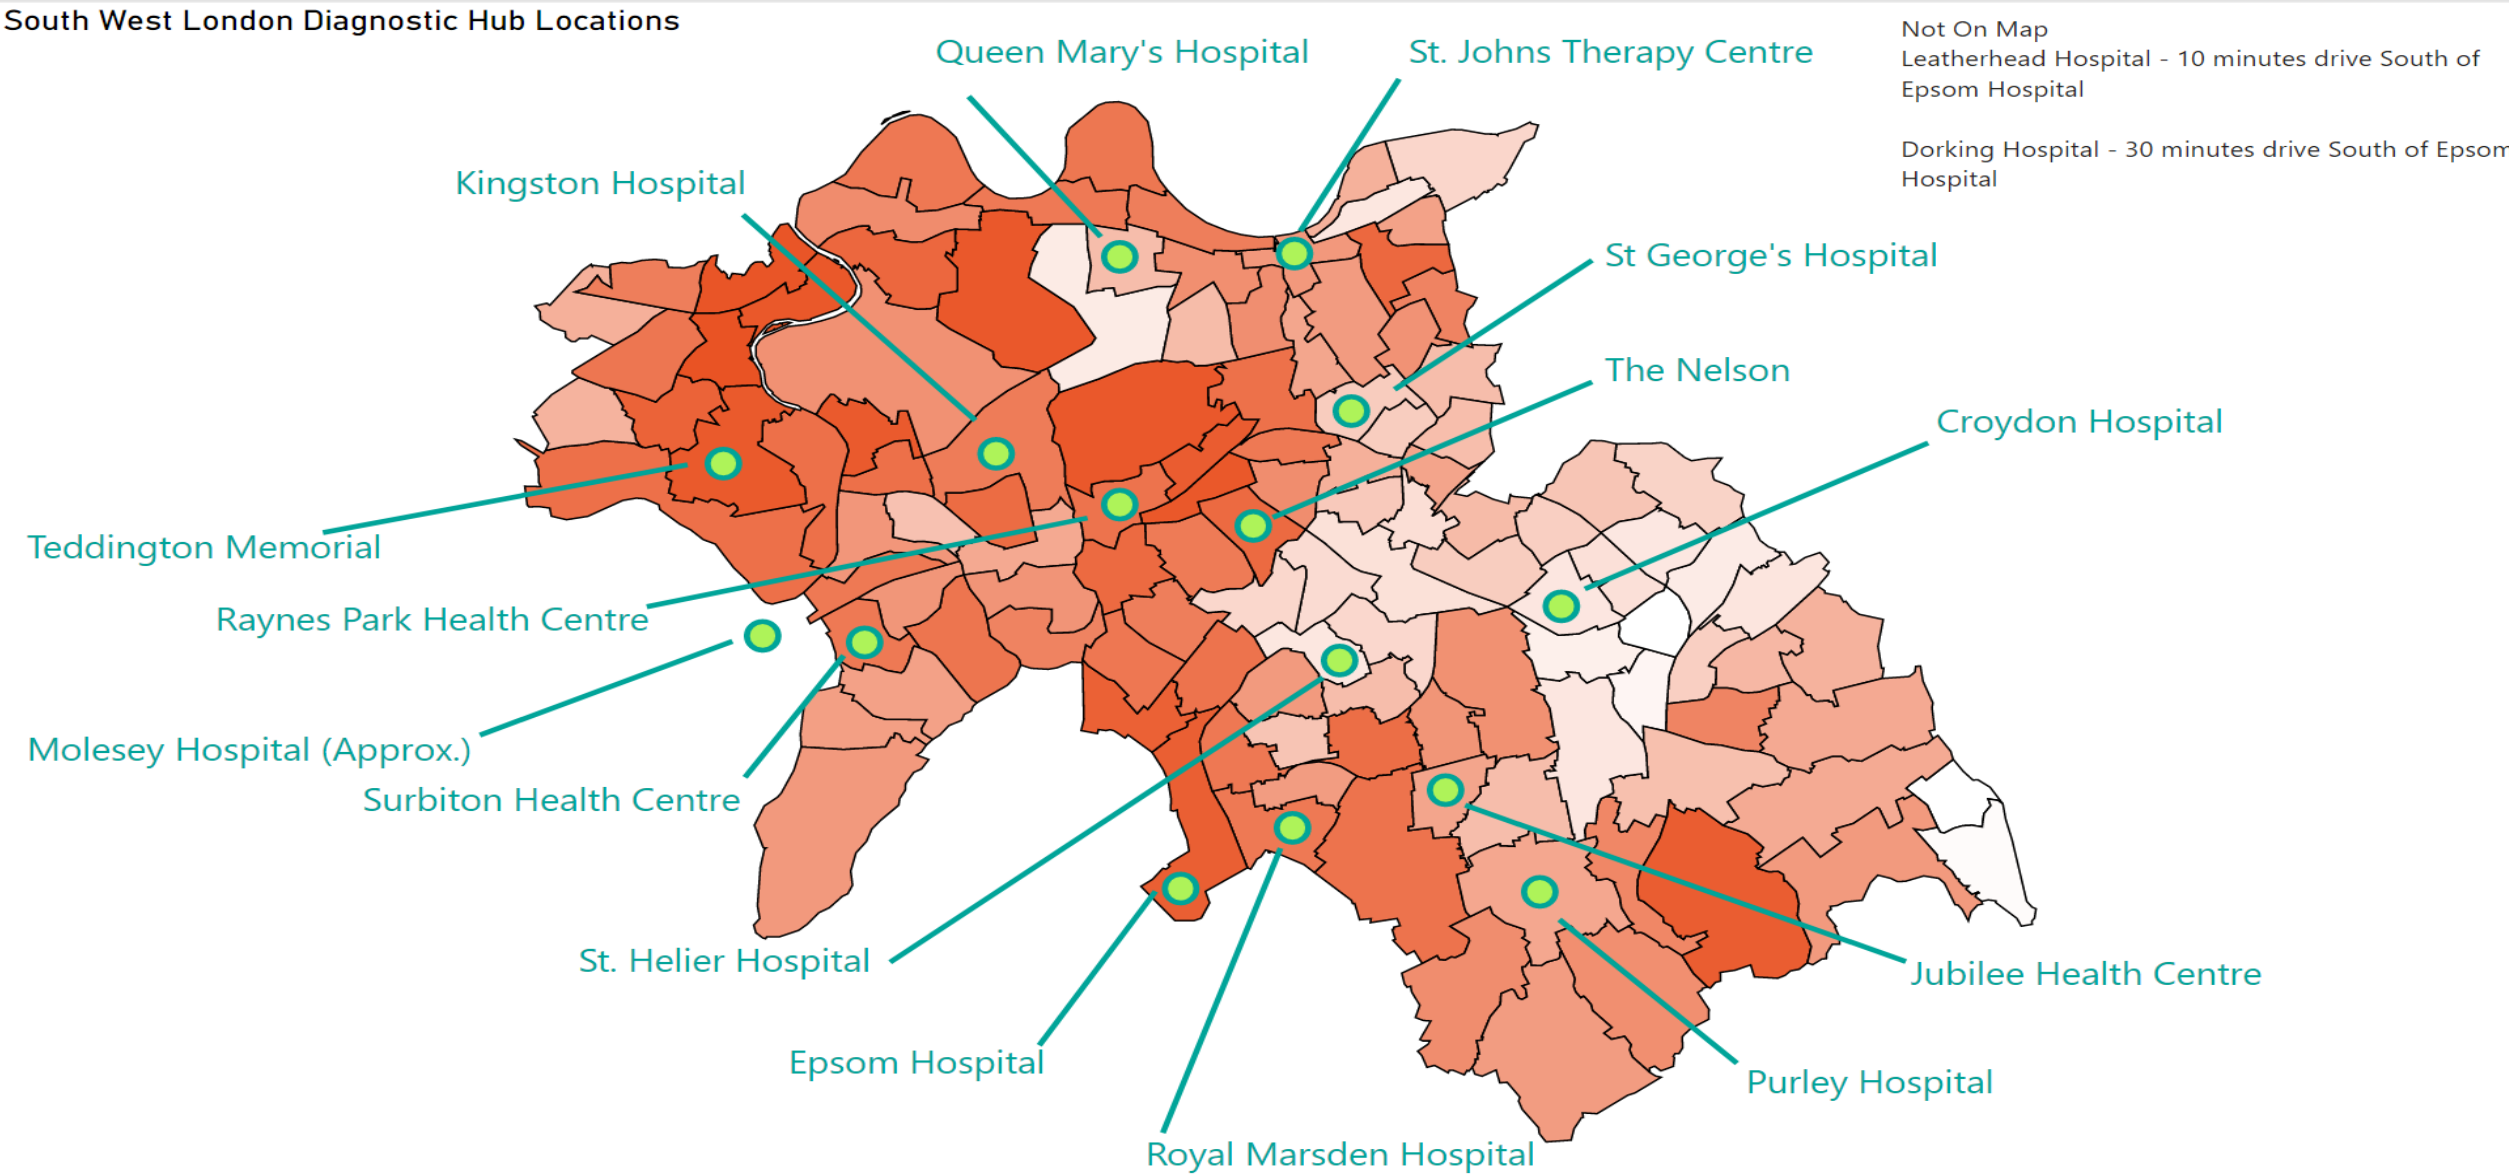 South West London Diagnostic Hub Locations
Not On Map
Leatherhead Hospital - 10 minutes drive South of
Epsom Hospital
Dorking Hospital - 30 minutes drive South of Epsom
Hospital
Queen Mary's Hospital
St. Johns Therapy Centre
Kingston Hospital
St George's Hospital
The Nelson
Croydon Hospital
Teddington Memorial
Raynes Park Health Centre
Molesey Hospital (Approx.)
Surbiton Health Centre
St. Helier Hospital
Jubilee Health Centre
Epsom Hospital
Purley Hospital
Royal Marsden Hospital